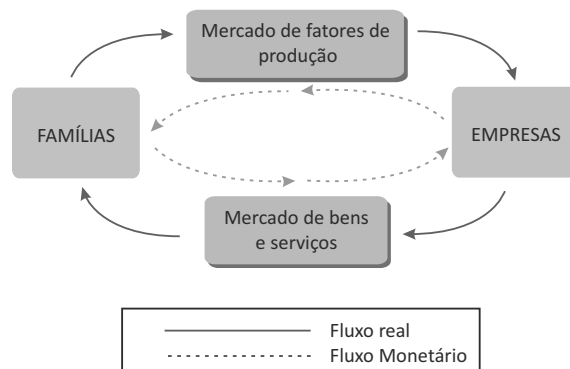 Mercado de fatores de
produção
FAMÍLIAS
EMPRESAS
Mercado de bens
e serviços
Fluxo real
Fluxo Monetário